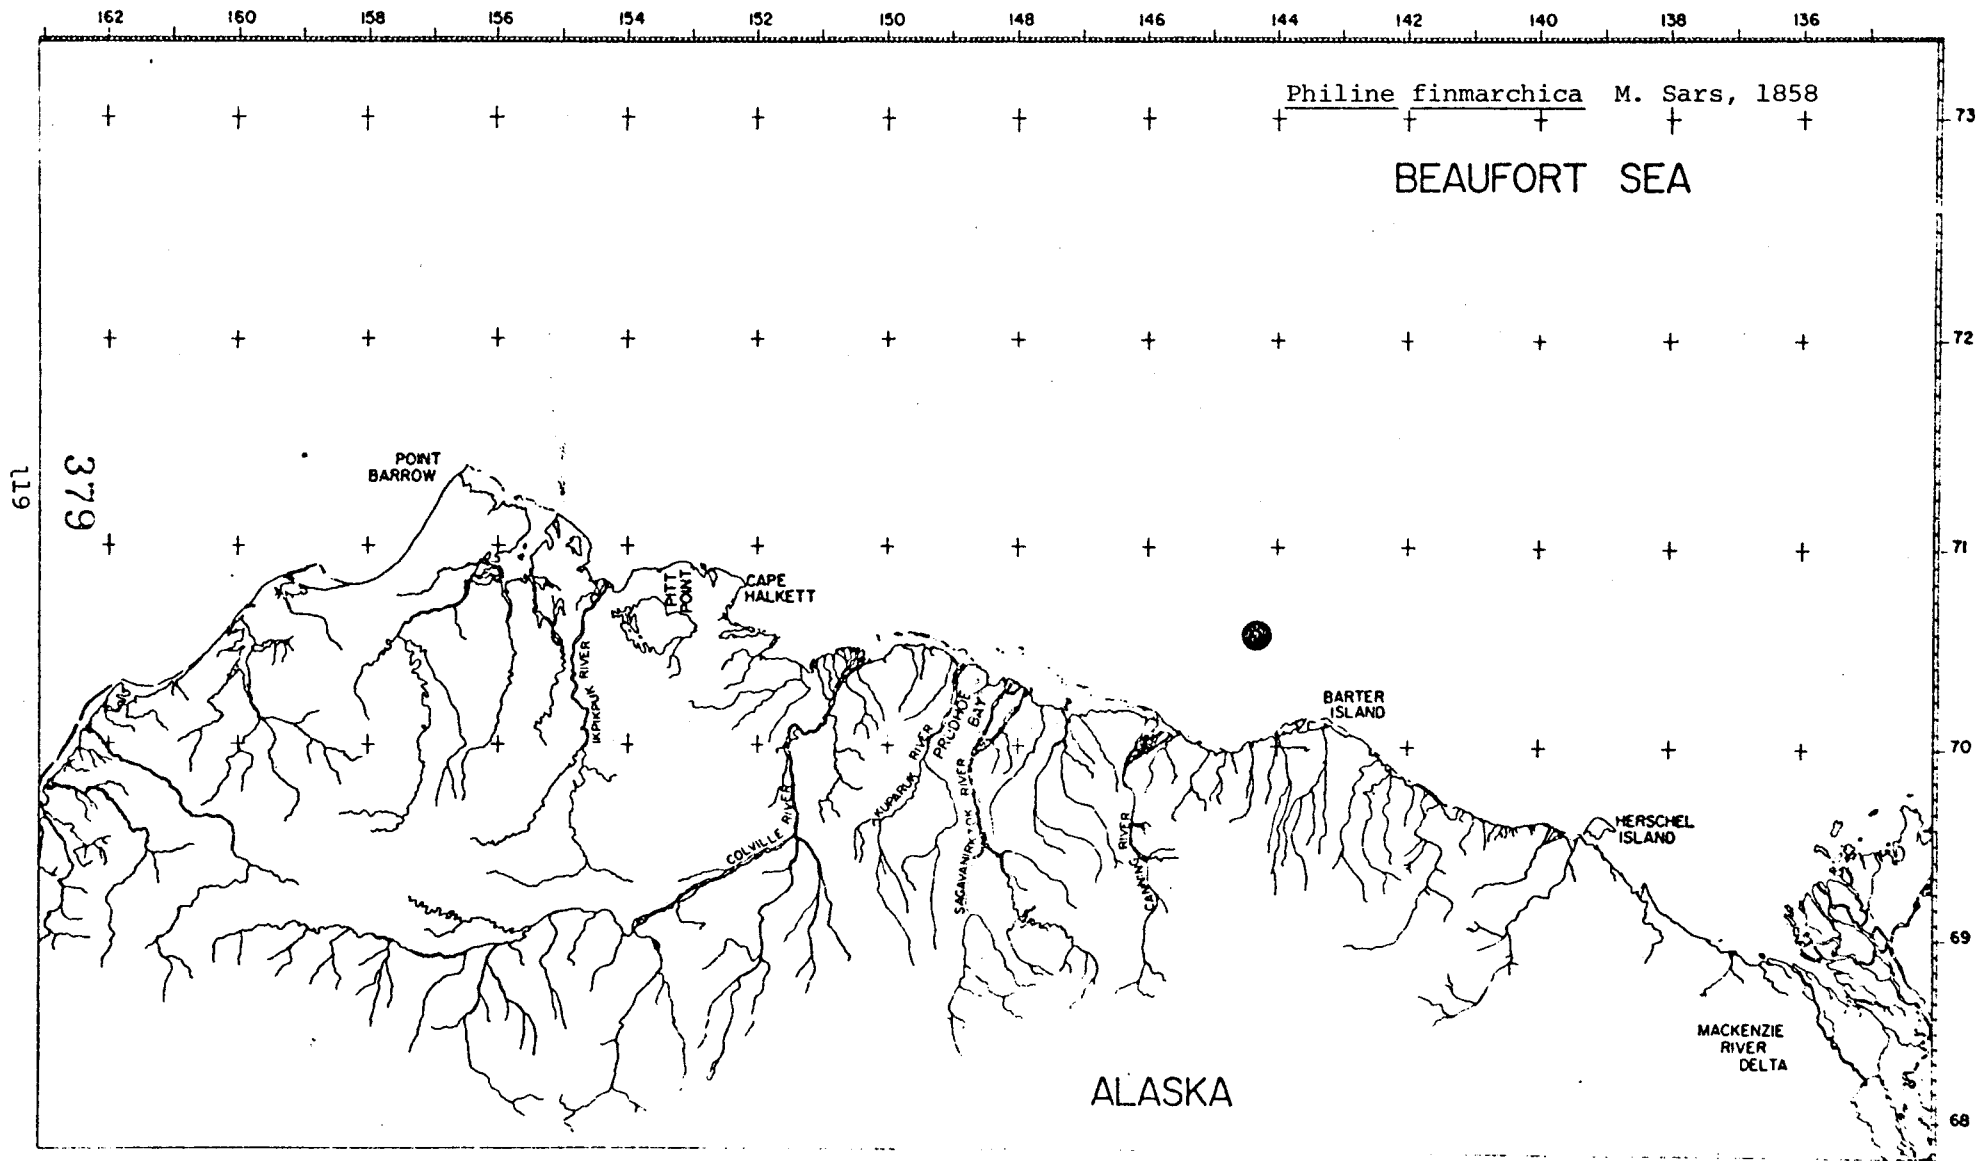 162 160 158 156 154 152 150 148 146 144 142 140 138 136
Philine finmarchica M. Sars, 1858
73
BEAUFORT SEA
72
POINT
BARROW
379
119
71
PITT
POINT
CAPE
HALKETT
IKPIKPUK RIVER
BARTER
ISLAND
PRUDHOE
BAY
70
KUPARUK RIVER
COLVILLE RIVER
SAGAVANIRKTOK RIVER
CANNING RIVER
HERSCHEL
ISLAND
69
MACKENZIE
RIVER
DELTA
ALASKA
68